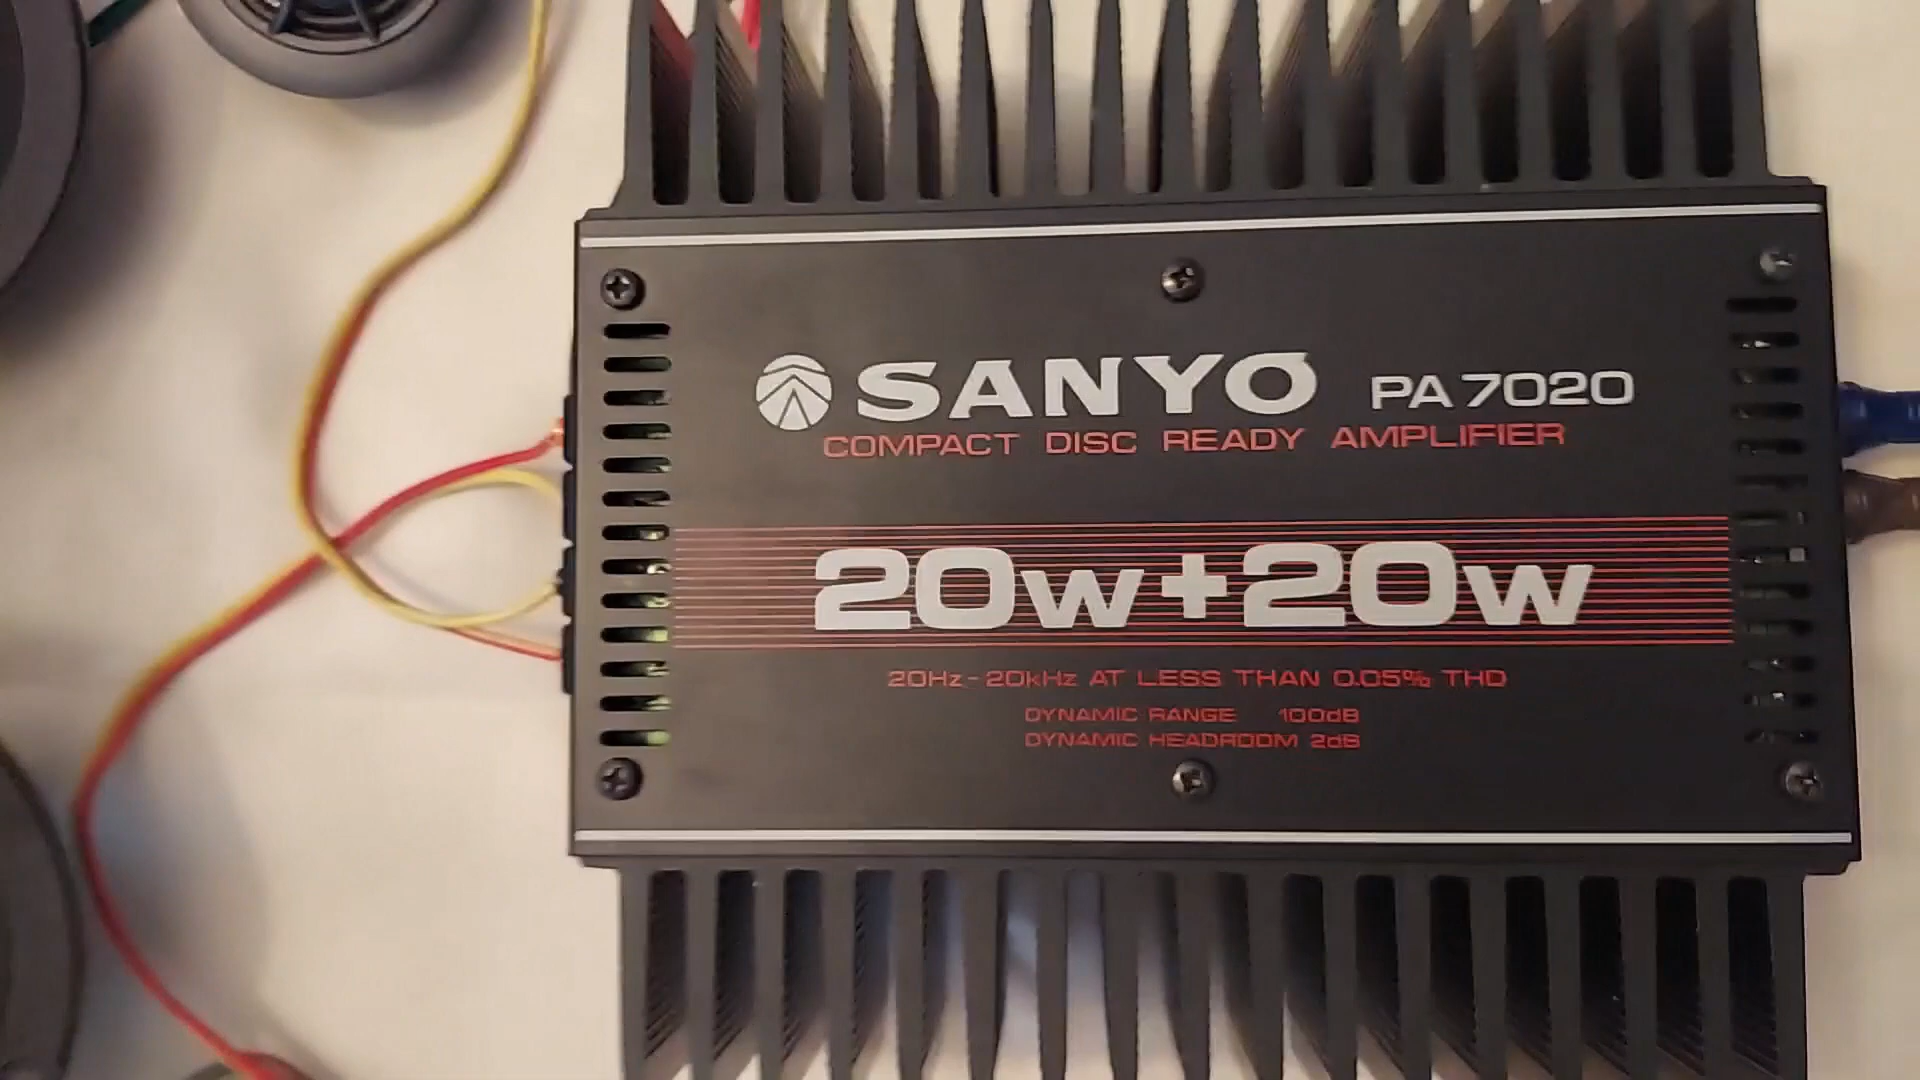 SANYO PA7020
COMPACT DISC READY AMPLIFIER
20w+20w
20Hz-20kHz AT LESS THAN 0.05% THD
DYNAMIC RANGE 100dB
DYNAMIC HEADROOM 2dB